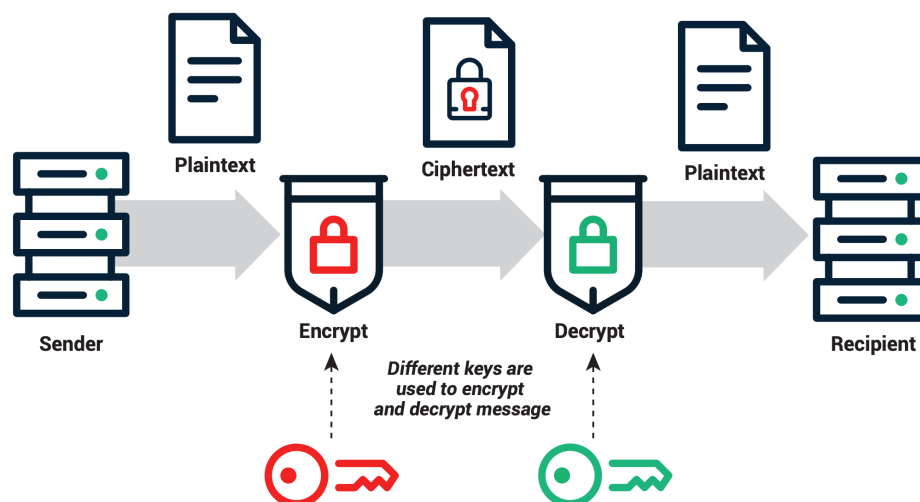 Plaintext
Ciphertext
Plaintext
Sender
Encrypt
Decrypt
Recipient
Different keys are
used to encrypt
and decrypt message